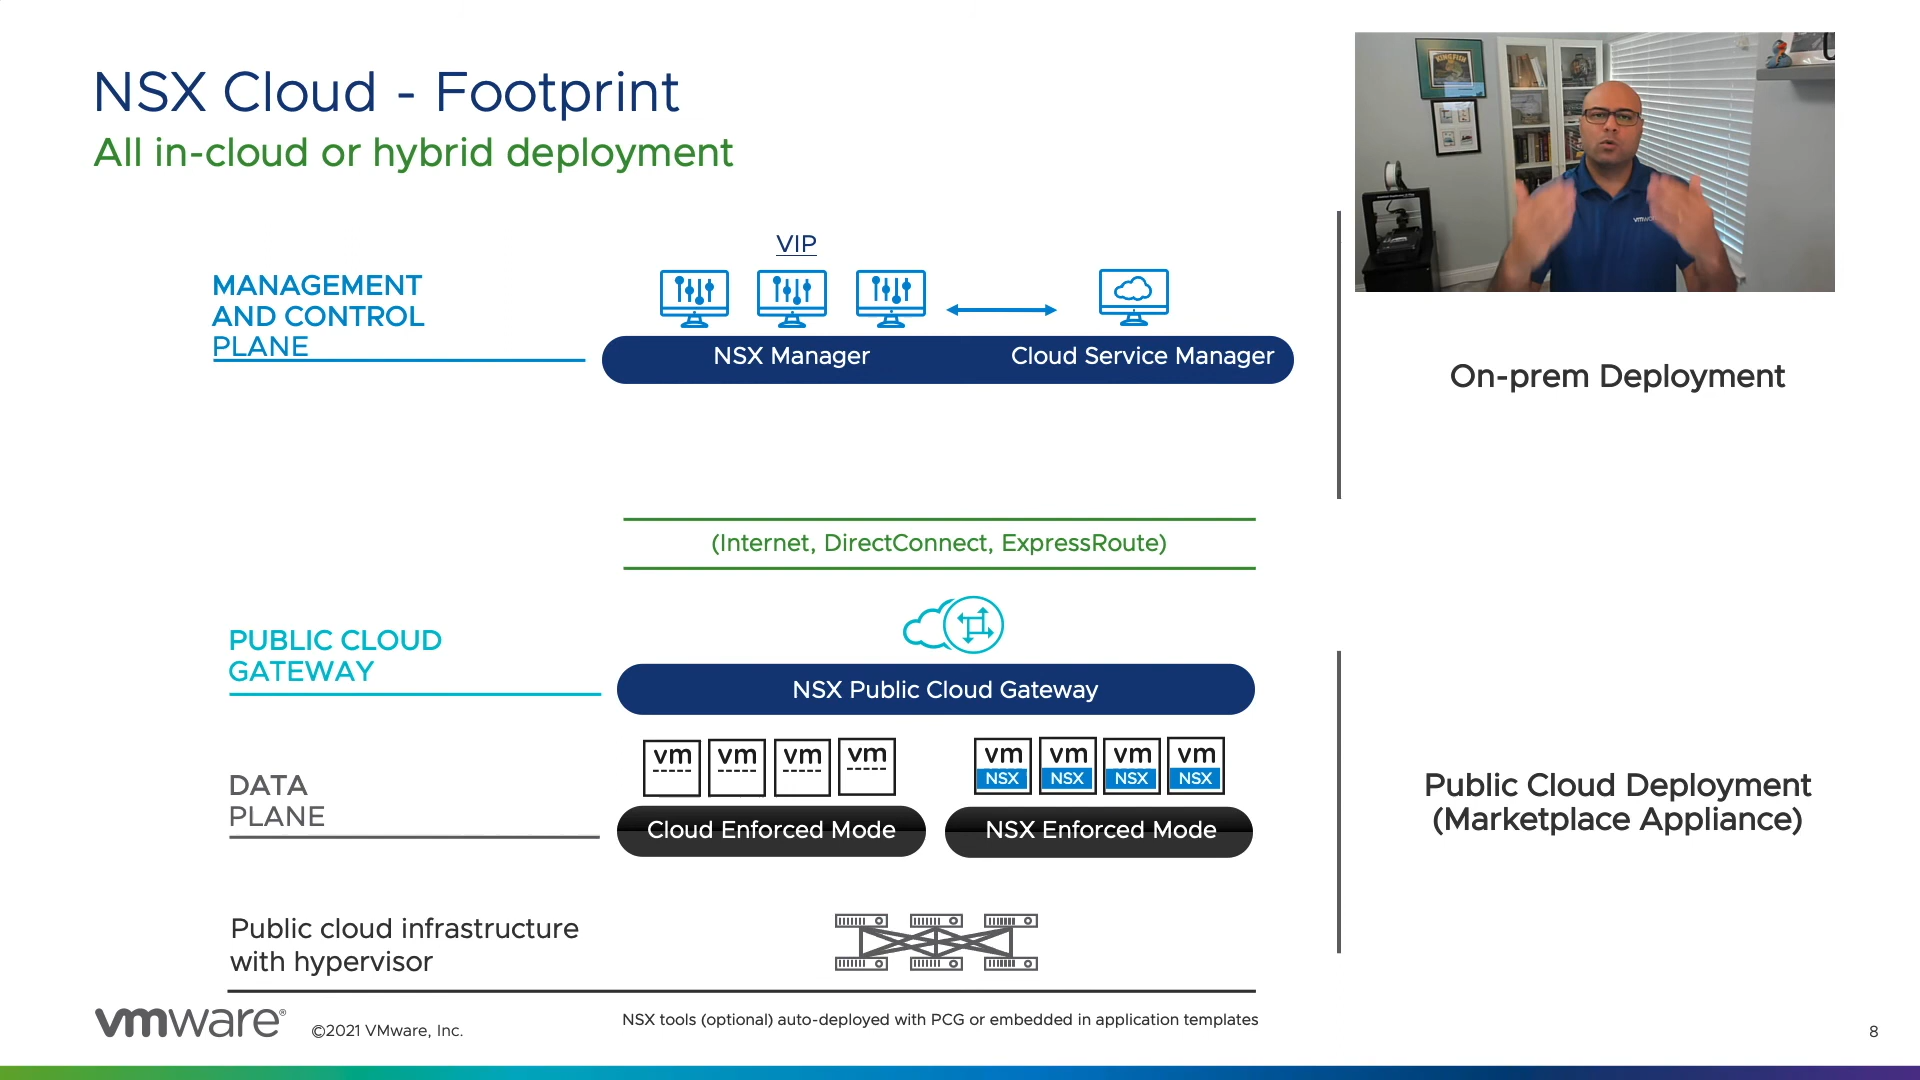 NSX Cloud - Footprint
All in-cloud or hybrid deployment
KINGFISH
vmware
VIP
MANAGEMENT
AND CONTROL
PLANE
NSX Manager
Cloud Service Manager
On-prem Deployment
(Internet, DirectConnect, ExpressRoute)
PUBLIC CLOUD
GATEWAY
NSX Public Cloud Gateway
vm vm vm vm
vm vm vm vm
NSX NSX NSX NSX
DATA
PLANE
Cloud Enforced Mode
NSX Enforced Mode
Public Cloud Deployment
(Marketplace Appliance)
Public cloud infrastructure
with hypervisor
vmware®
©2021 VMware, Inc.
NSX tools (optional) auto-deployed with PCG or embedded in application templates
8